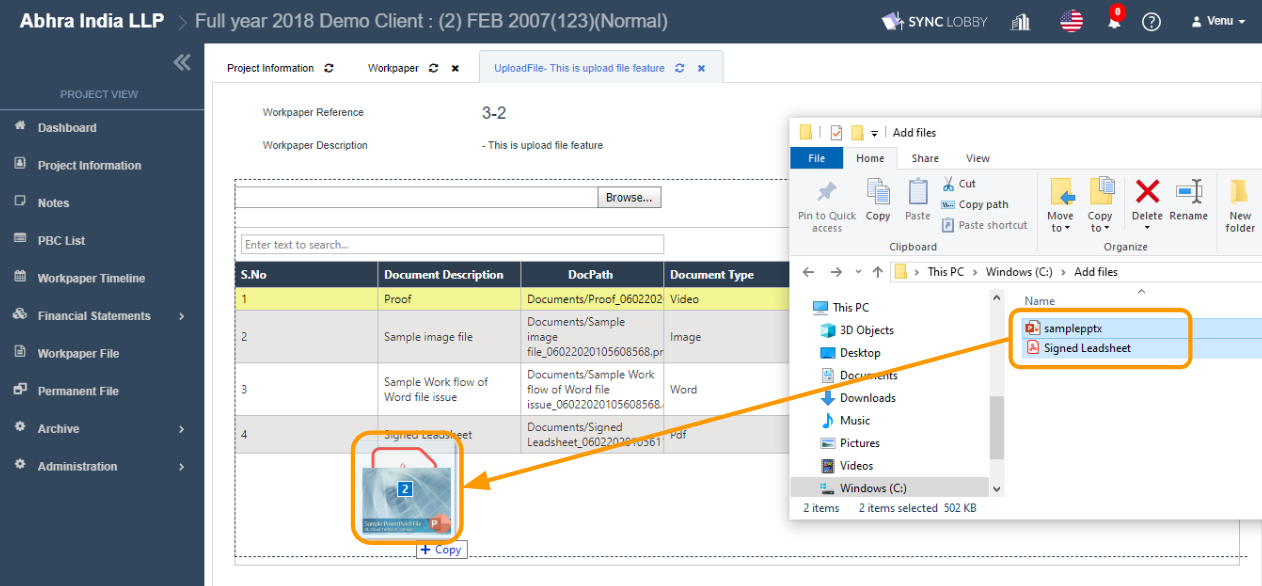 Abhra India LLP > Full year 2018 Demo Client : (2) FEB 2007(123)(Normal)
SYNC LOBBY
0
Venu
PROJECT VIEW
Dashboard
Project Information
Notes
PBC List
Workpaper Timeline
Financial Statements
Workpaper File
Permanent File
Archive
Administration
Project Information
Workpaper
UploadFile- This is upload file feature
Workpaper Reference
3-2
Workpaper Description
- This is upload file feature
Browse...
Enter text to search...
S.No Document Description DocPath Document Type
1 Proof Documents/Proof_0602202 Video
2 Sample image file
Documents/Sample
image
file_06022020105608568.pn
Image
3
Sample Work flow of
Word file issue
Documents/Sample Work
flow of Word file
issue_06022020105608568.
Word
4 Signed Leadsheet
Documents/Signed
Leadsheet_0602202010561
Pdf
2
Sample PowerPoint File
P
+ Copy
Add files
File Home Share View
Pin to Quick
access
Copy
Paste
Cut
Copy path
Paste shortcut
Clipboard
Move
to
Copy
to
Delete
Rename
Organize
New
folder
This PC > Windows (C:) > Add files
This PC
3D Objects
Desktop
Documents
Downloads
Music
Pictures
Videos
Windows (C:)
Name
samplepptx
Signed Leadsheet
2 items 2 items selected 502 KB